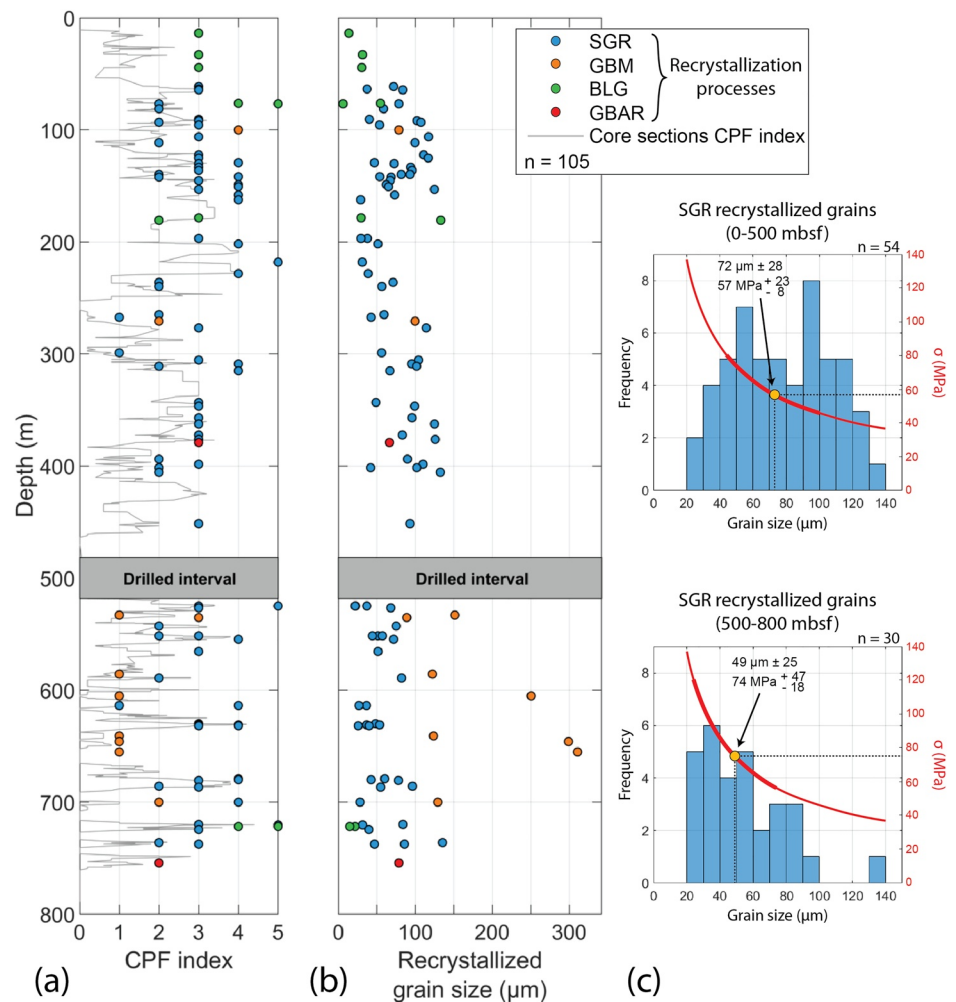 SGR
GBM
BLG
GBAR
Recrystallization
processes
Core sections CPF index
n = 105
0
100
200
300
400
500
600
700
800
Depth (m)
Drilled interval
0 1 2 3 4 5
CPF index
(a)
Drilled interval
0 100 200 300
Recrystallized
grain size (µm)
(b)
SGR recrystallized grains
(0-500 mbsf)
n = 54
72 µm ± 28
57 MPa + 23
- 8
8
6
4
2
0
Frequency
140
120
100
80
60
40
20
0
σ (MPa)
0 20 40 60 80 100 120 140
Grain size (µm)
SGR recrystallized grains
(500-800 mbsf)
n = 30
49 µm ± 25
74 MPa + 47
- 18
8
6
4
2
0
Frequency
140
120
100
80
60
40
20
0
σ (MPa)
0 20 40 60 80 100 120 140
Grain size (µm)
(c)